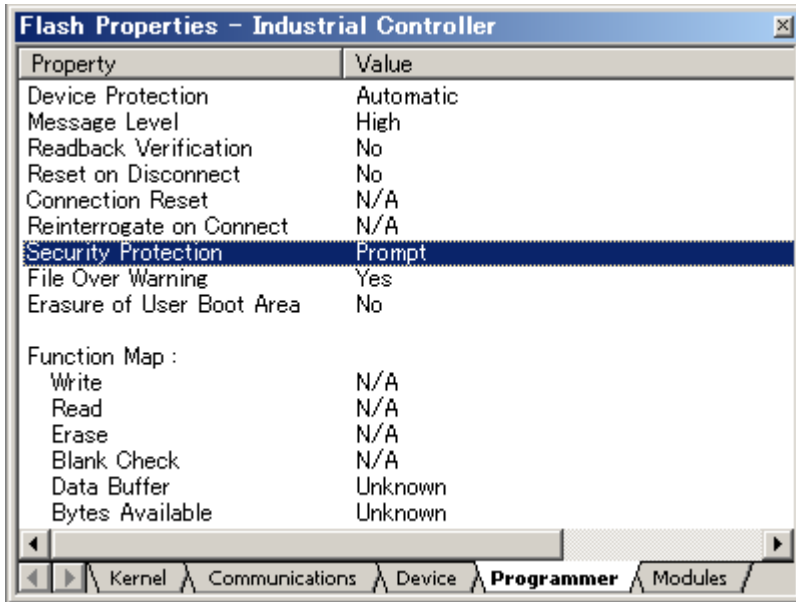 Flash Properties - Industrial Controller
Property Value
Device Protection Automatic
Message Level High
Readback Verification No
Reset on Disconnect No
Connection Reset N/A
Reinterrogate on Connect N/A
Security Protection Prompt
File Over Warning Yes
Erasure of User Boot Area No
Function Map :
Write N/A
Read N/A
Erase N/A
Blank Check N/A
Data Buffer Unknown
Bytes Available Unknown
Kernel Communications Device Programmer Modules